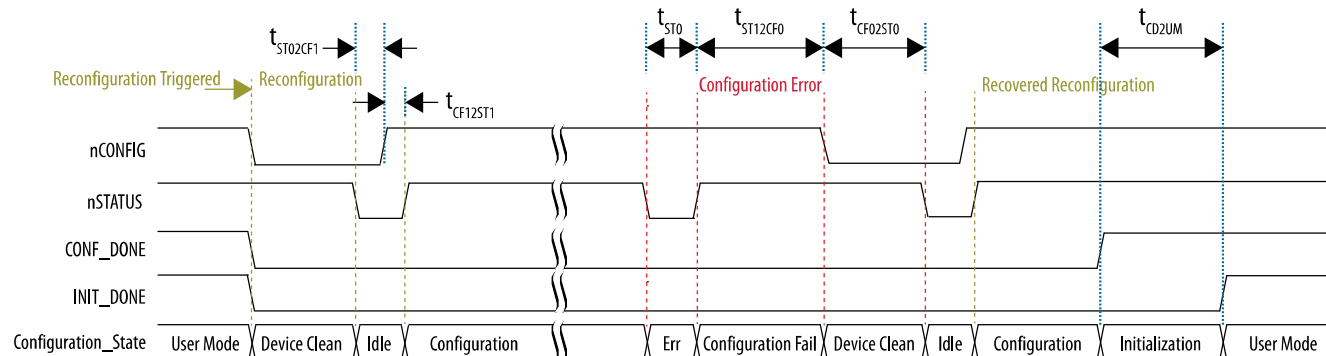 tST02CF1
tST0
tST12CF0
tCF02ST0
tCD2UM
Reconfiguration Triggered
Reconfiguration
Configuration Error
Recovered Reconfiguration
tCF12ST1
nCONFIG
nSTATUS
CONF_DONE
INIT_DONE
Configuration_State
User Mode
Device Clean
Idle
Configuration
Err
Configuration Fail
Device Clean
Idle
Configuration
Initialization
User Mode